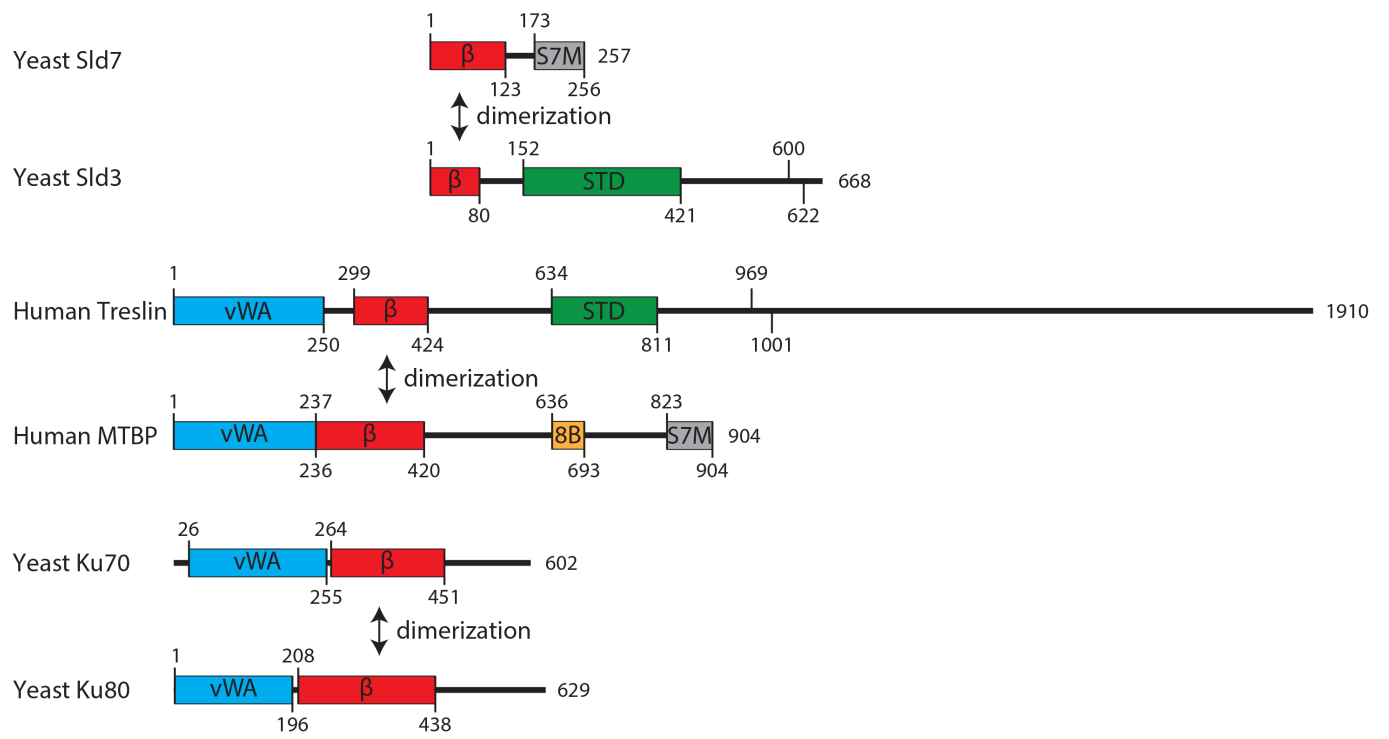 1 173
Yeast Sld7 β S7M 257
123 256
dimerization
1 152 600
Yeast Sld3 β STD 668
80 421 622
1 299 634 969
Human Treslin vWA β STD 1910
250 424 811 1001
dimerization
1 237 636 823
Human MTBP vWA β 8B S7M 904
236 420 693 904
26 264
Yeast Ku70 vWA β 602
255 451
dimerization
1 208
Yeast Ku80 vWA β 629
196 438